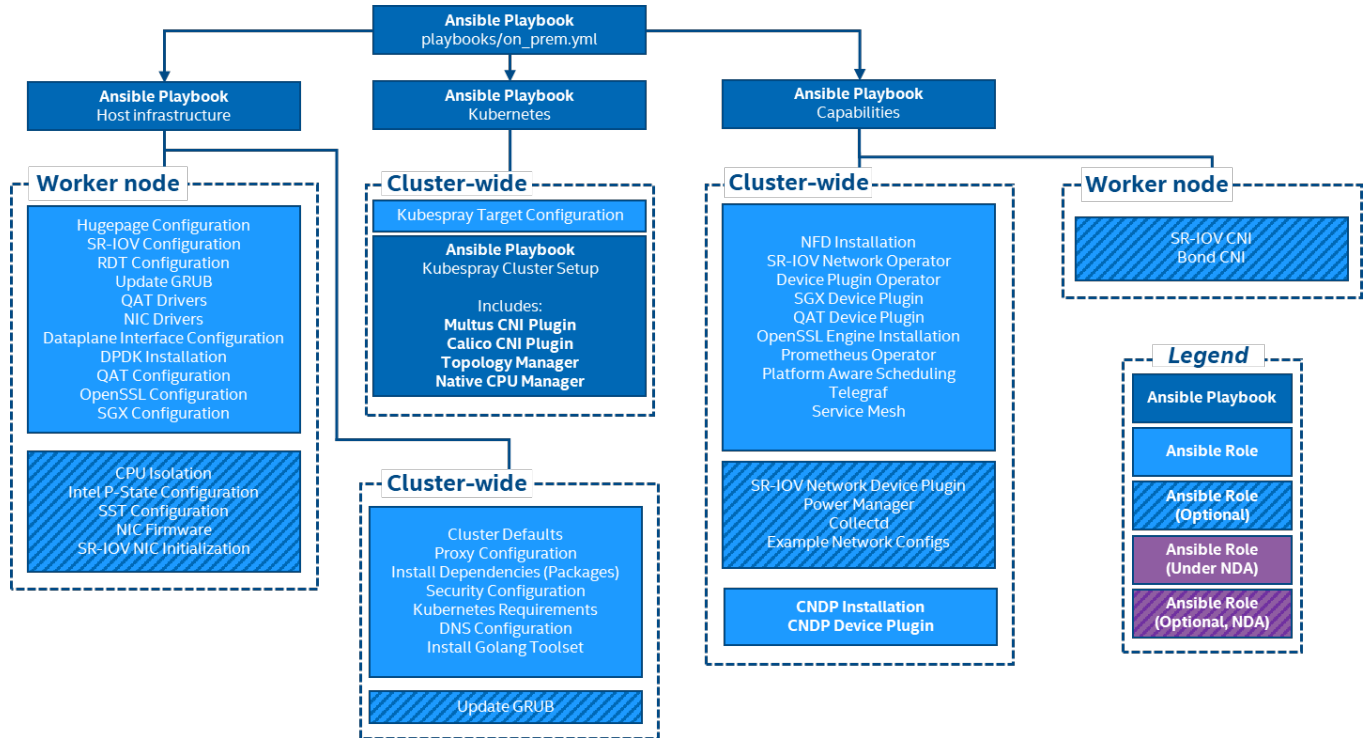 Ansible Playbook
playbooks/on_prem.yml
Ansible Playbook
Host infrastructure
Ansible Playbook
Kubernetes
Ansible Playbook
Capabilities
Worker node
Hugepage Configuration
SR-IOV Configuration
RDT Configuration
Update GRUB
QAT Drivers
NIC Drivers
Dataplane Interface Configuration
DPDK Installation
QAT Configuration
OpenSSL Configuration
SGX Configuration
CPU Isolation
Intel P-State Configuration
SST Configuration
NIC Firmware
SR-IOV NIC Initialization
Cluster-wide
Kubespray Target Configuration
Ansible Playbook
Kubespray Cluster Setup
Includes:
Multus CNI Plugin
Calico CNI Plugin
Topology Manager
Native CPU Manager
Cluster-wide
Cluster Defaults
Proxy Configuration
Install Dependencies (Packages)
Security Configuration
Kubernetes Requirements
DNS Configuration
Install Golang Toolset
Update GRUB
Cluster-wide
NFD Installation
SR-IOV Network Operator
Device Plugin Operator
SGX Device Plugin
QAT Device Plugin
OpenSSL Engine Installation
Prometheus Operator
Platform Aware Scheduling
Telegraf
Service Mesh
SR-IOV Network Device Plugin
Power Manager
Collectd
Example Network Configs
CNDP Installation
CNDP Device Plugin
Worker node
SR-IOV CNI
Bond CNI
Legend
Ansible Playbook
Ansible Role
Ansible Role
(Optional)
Ansible Role
(Under NDA)
Ansible Role
(Optional, NDA)